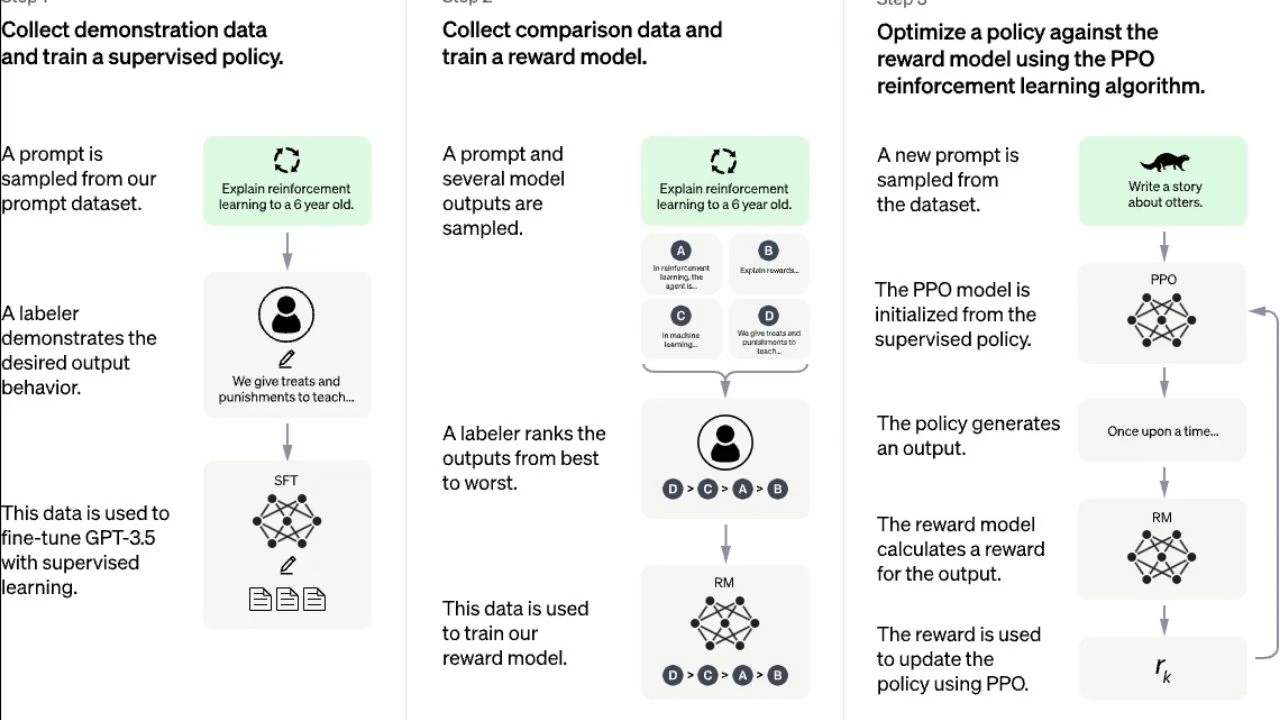 Step 1
Collect demonstration data
and train a supervised policy.
A prompt is
sampled from our
prompt dataset.
Explain reinforcement
learning to a 6 year old.
A labeler
demonstrates the
desired output
behavior.
We give treats and
punishments to teach...
This data is used to
fine-tune GPT-3.5
with supervised
learning.
SFT
Step 2
Collect comparison data and
train a reward model.
A prompt and
several model
outputs are
sampled.
Explain reinforcement
learning to a 6 year old.
A
In reinforcement
learning, the
agent is...
B
Explain rewards...
C
In machine
learning...
D
We give treats and
punishments to
teach...
A labeler ranks the
outputs from best
to worst.
D > C > A > B
This data is used
to train our
reward model.
RM
D > C > A > B
Step 3
Optimize a policy against the
reward model using the PPO
reinforcement learning algorithm.
A new prompt is
sampled from
the dataset.
Write a story
about otters.
The PPO model is
initialized from the
supervised policy.
PPO
The policy generates
an output.
Once upon a time...
The reward model
calculates a reward
for the output.
RM
The reward is used
to update the
policy using PPO.
rk